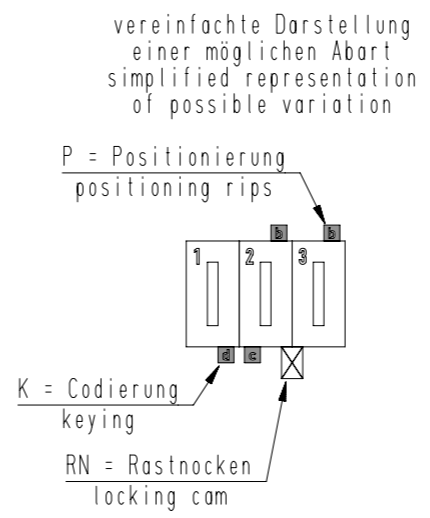 vereinfachte Darstellung
einer möglichen Abart
simplified representation
of possible variation
P = Positionierung
positioning rips
1 2 3
d c
K = Codierung
keying
RN = Rastnocken
locking cam